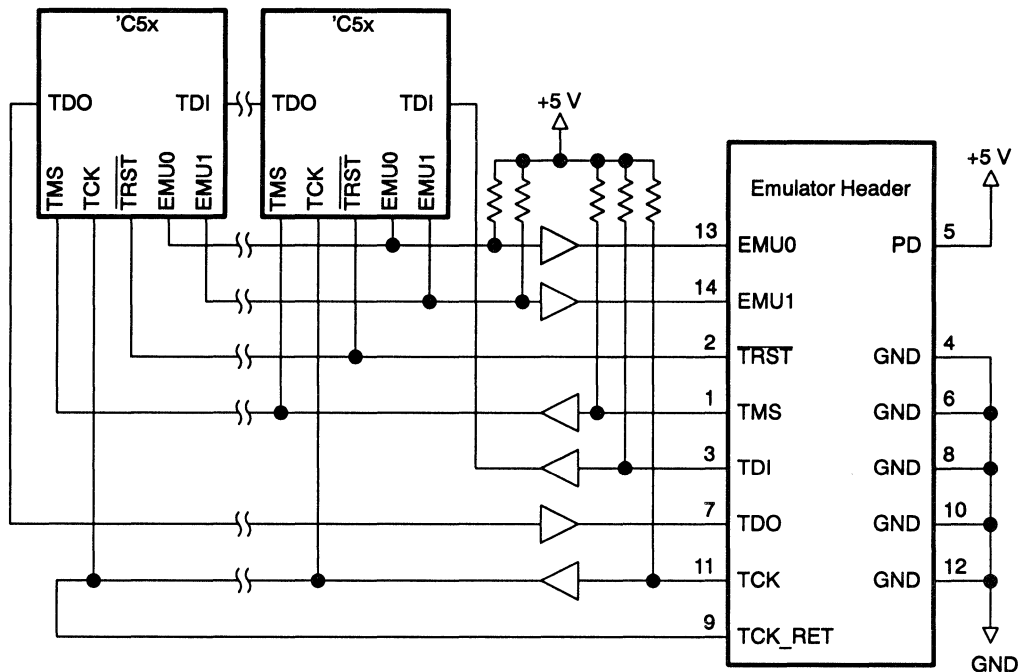 'C5x
'C5x
TDO
TDI
TDO
TDI
TMS
TCK
TRST
EMU0
EMU1
TMS
TCK
TRST
EMU0
EMU1
+5 V
+5 V
Emulator Header
13
EMU0
PD
5
14
EMU1
2
TRST
GND
4
1
TMS
GND
6
3
TDI
GND
8
7
TDO
GND
10
11
TCK
GND
12
9
TCK_RET
GND